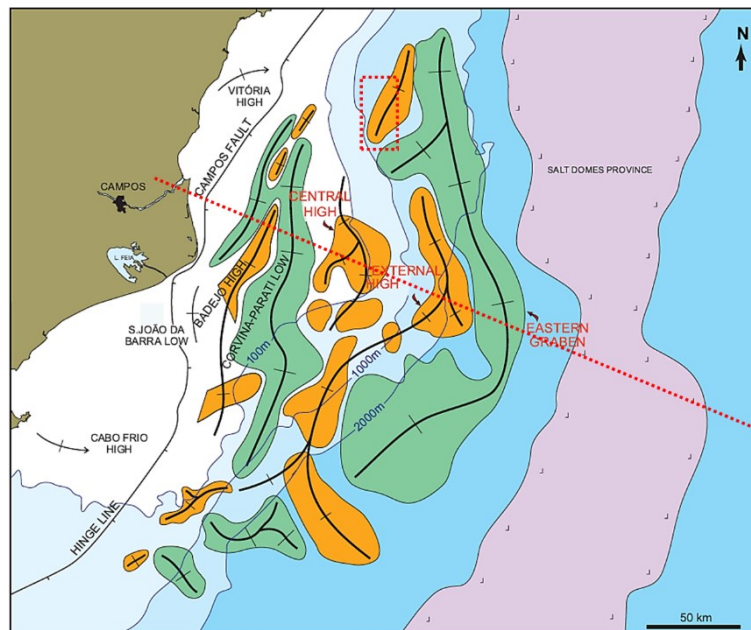 N
VITÓRIA
HIGH
CAMPOS FAULT
CAMPOS
SALT DOMES PROVINCE
CENTRAL
HIGH
L. FEIA
EXTERNAL
HIGH
BADEJO HIGH
CORVINA-PARATI LOW
S.JOÃO DA
BARRA LOW
EASTERN
GRABEN
100m
1000m
2000m
CABO FRIO
HIGH
HINGE LINE
50 km